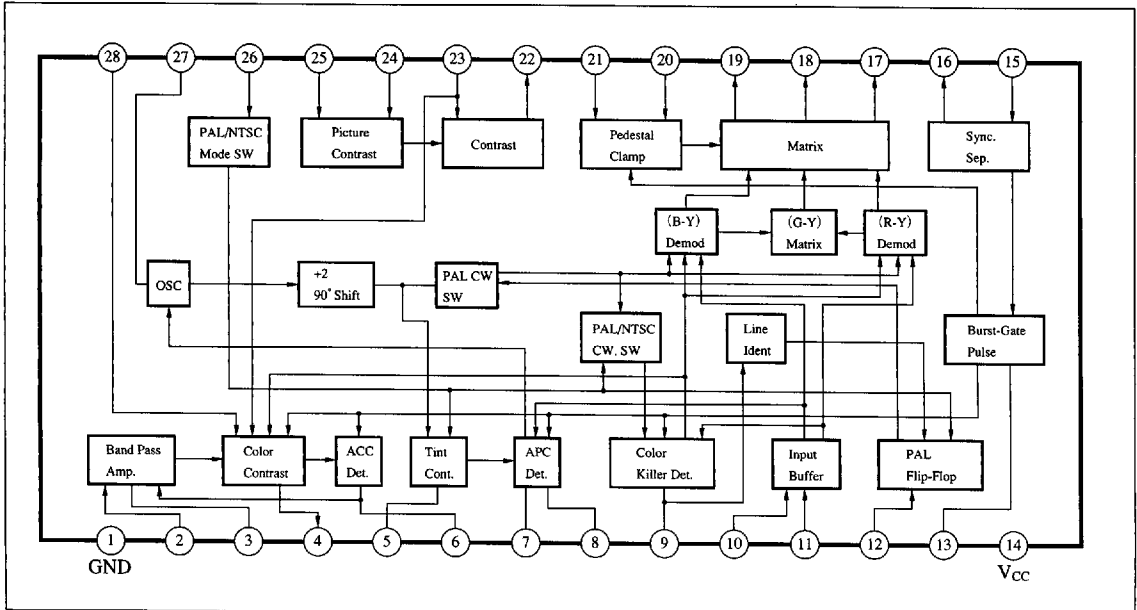 28 27 26 25 24 23 22 21 20 19 18 17 16 15
PAL/NTSC
Mode SW
Picture
Contrast
Contrast
Pedestal
Clamp
Matrix
Sync.
Sep.
(B-Y)
Demod
(G-Y)
Matrix
(R-Y)
Demod
OSC
+2
90° Shift
PAL CW
SW
PAL/NTSC
CW. SW
Line
Ident
Burst-Gate
Pulse
Band Pass
Amp.
Color
Contrast
ACC
Det.
Tint
Cont.
APC
Det.
Color
Killer Det.
Input
Buffer
PAL
Flip-Flop
1 2 3 4 5 6 7 8 9 10 11 12 13 14
GND
VCC